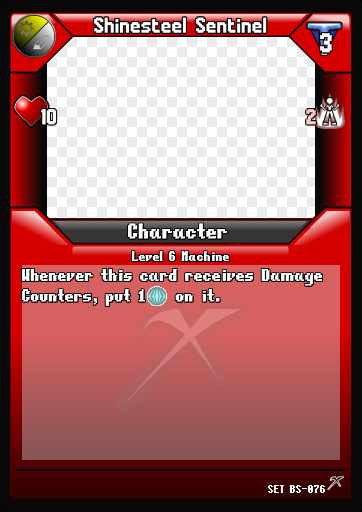 Shinesteel Sentinel
3
10
2
Character
Level 6 Machine
Whenever this card receives Damage
Counters, put 1 on it.
SET BS-076